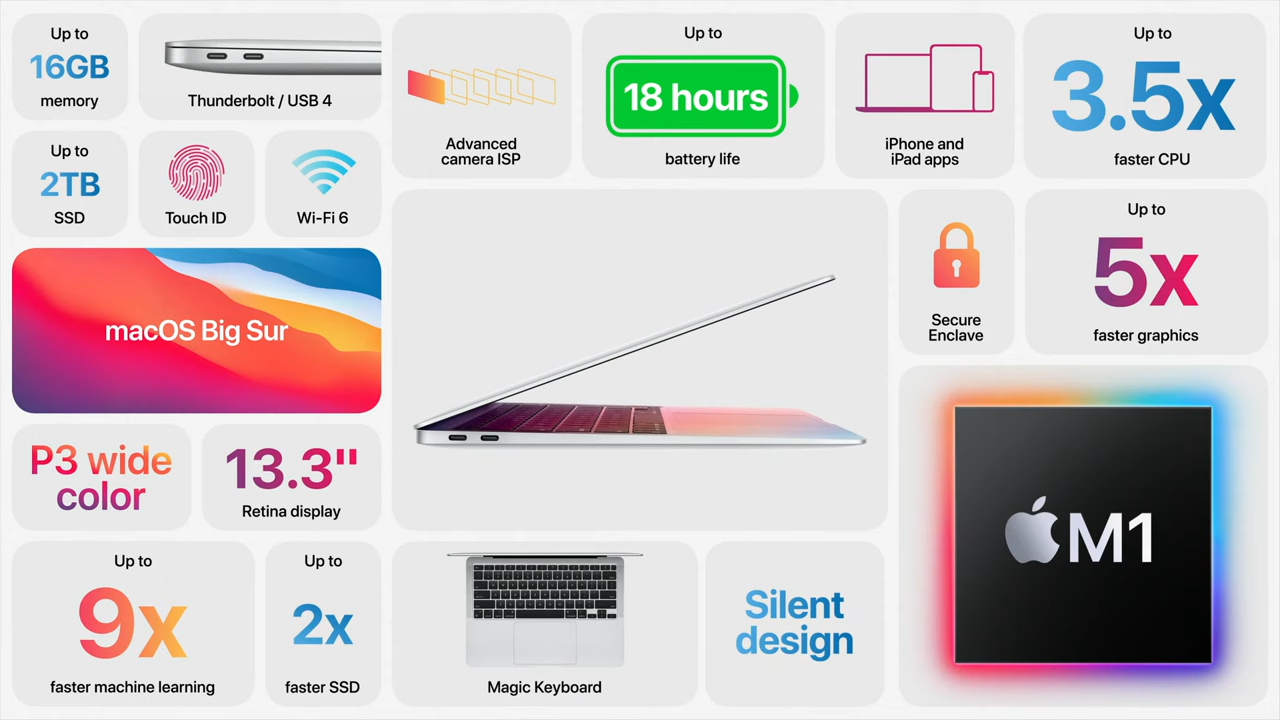 Up to
16GB
memory
Thunderbolt / USB 4
Advanced
camera ISP
Up to
18 hours
battery life
iPhone and
iPad apps
Up to
3.5x
faster CPU
Up to
2TB
SSD
Touch ID
Wi-Fi 6
Secure
Enclave
Up to
5x
faster graphics
macOS Big Sur
P3 wide
color
13.3"
Retina display
M1
Up to
9x
faster machine learning
Up to
2x
faster SSD
Magic Keyboard
Silent
design